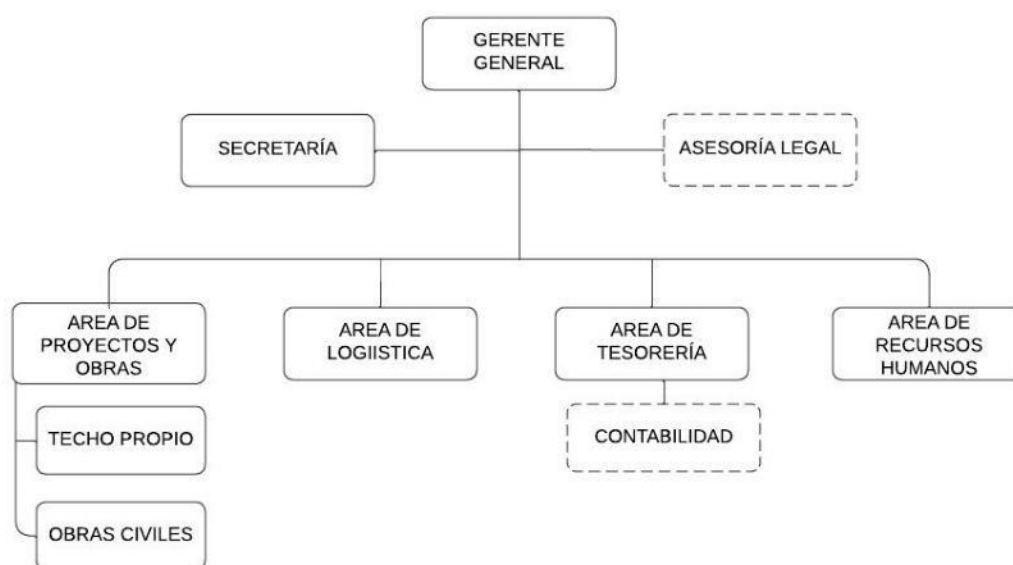 GERENTE
GENERAL
SECRETARÍA
ASESORÍA LEGAL
AREA DE
PROYECTOS Y
OBRAS
AREA DE
LOGIISTICA
AREA DE
TESORERÍA
AREA DE
RECURSOS
HUMANOS
TECHO PROPIO
CONTABILIDAD
OBRAS CIVILES